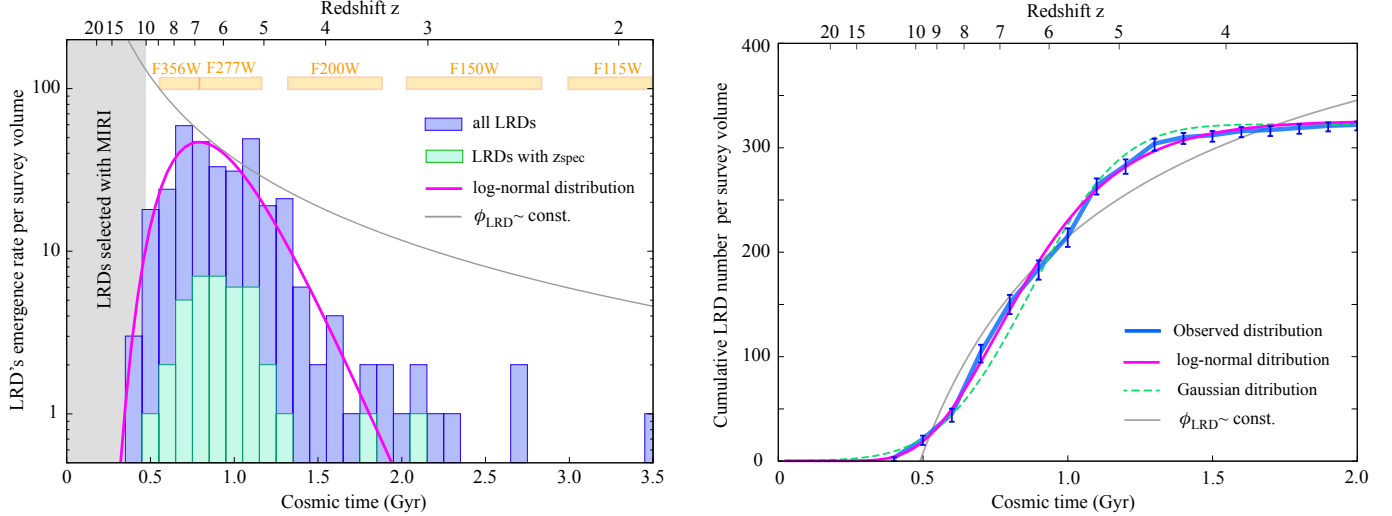 Redshift z
20 15 10 8 7 6 5 4 3 2
LRD's emergence rate per survey volume
100
10
1
LRDs selected with MIRI
F356W F277W F200W F150W F115W
all LRDs
LRDs with zspec
log-normal distribution
ϕLRD~ const.
0 0.5 1.0 1.5 2.0 2.5 3.0 3.5
Cosmic time (Gyr)
Redshift z
20 15 10 9 8 7 6 5 4
Cumulative LRD number per survey volume
400
300
200
100
0
Observed distribution
log-normal ditribution
Gaussian ditribution
ϕLRD~ const.
0 0.5 1.0 1.5 2.0
Cosmic time (Gyr)